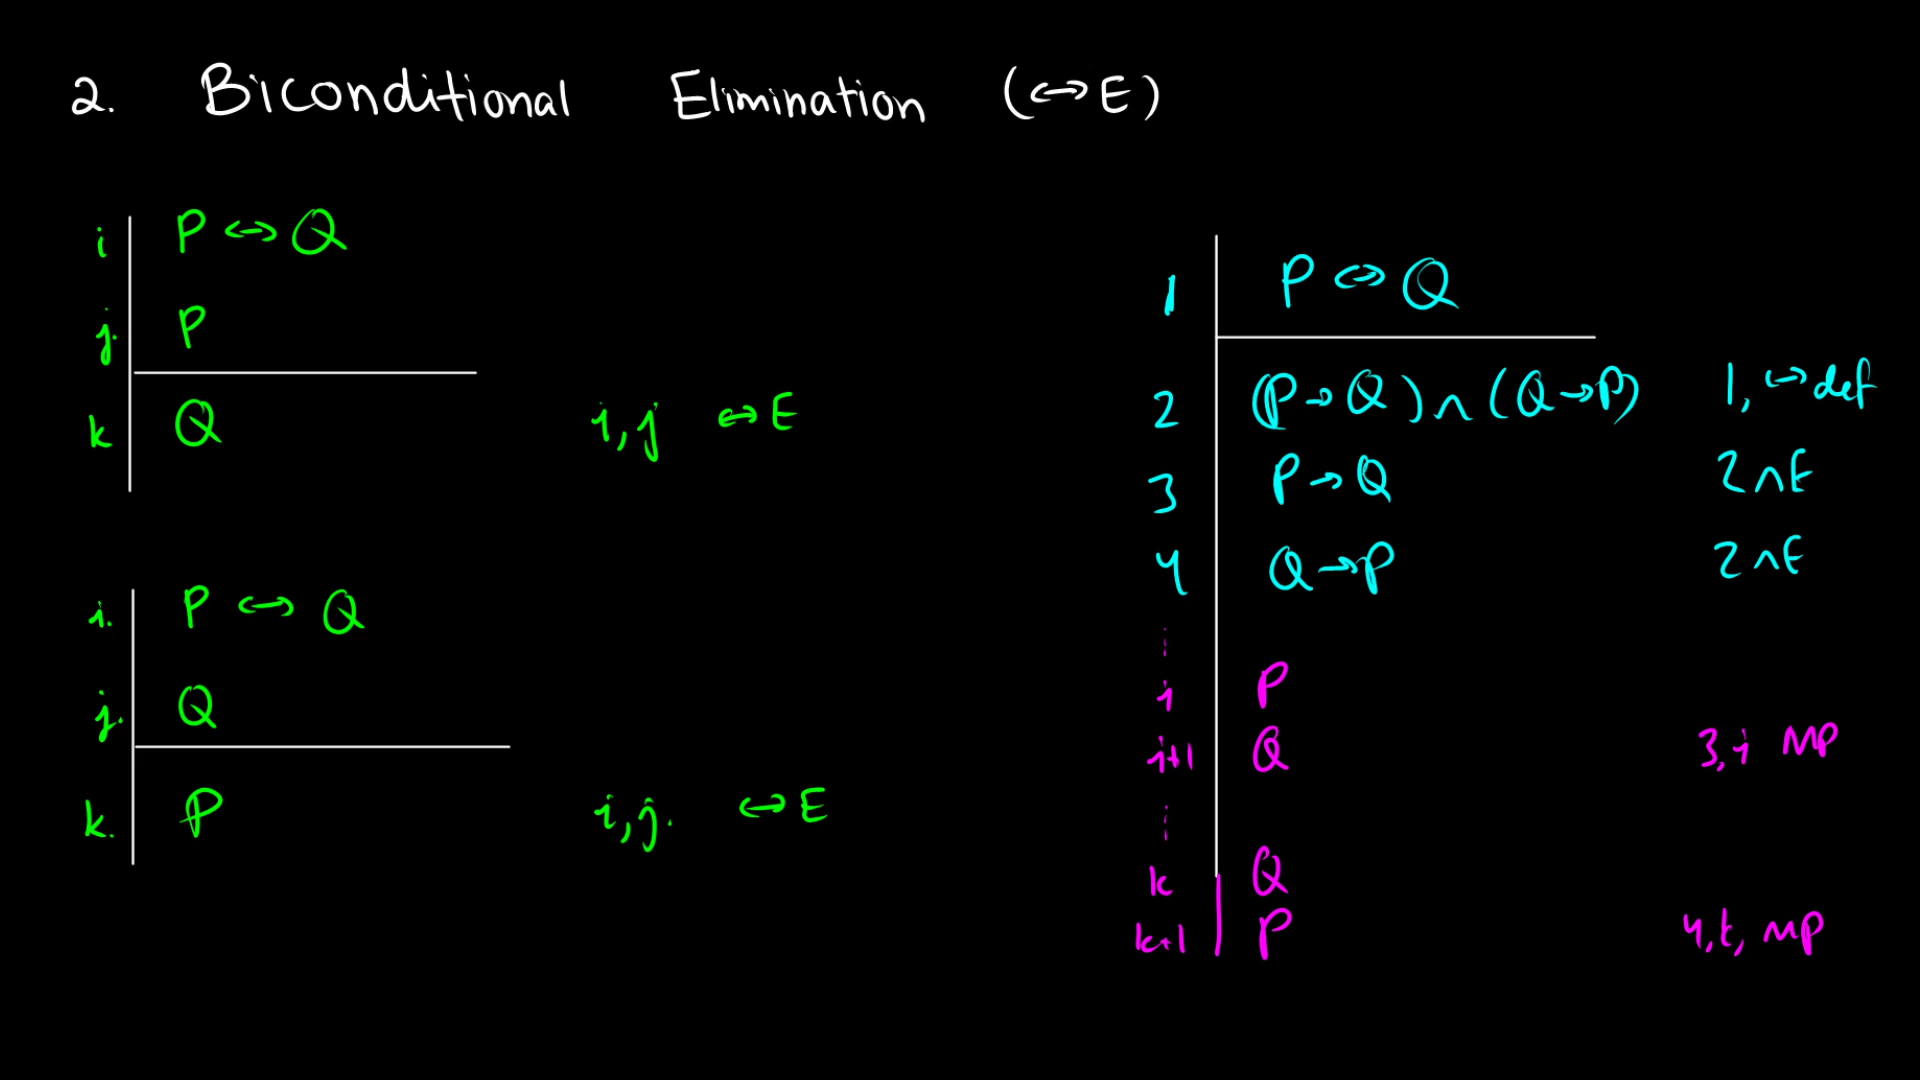 2. Biconditional Elimination (↔E)
i P ↔ Q
j. P
k Q i,j ↔E
i. P ↔ Q
j. Q
k. P i,j. ↔E
1 P ↔ Q
2 (P→Q)∧(Q→P) 1, ↔def
3 P→Q 2∧E
4 Q→P 2∧E
⋮
i P
i+1 Q 3,i MP
⋮
k Q
k+1 P 4,k, MP